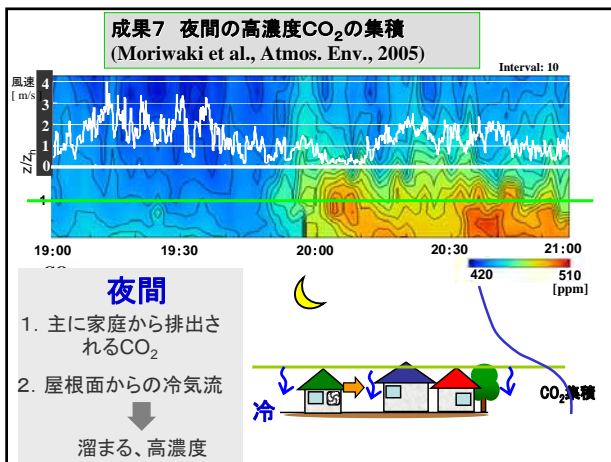 成果7 夜間の高濃度CO₂の集積
(Moriwaki et al., Atmos. Env., 2005)
Interval: 10
風速
[ m/s ]
4
3
2
1
0
z/zh
1
19:00 19:30 20:00 20:30 21:00
420 510
[ppm]
夜間
1. 主に家庭から排出さ
れるCO₂
2. 屋根面からの冷気流
溜まる、高濃度
冷
CO₂集積